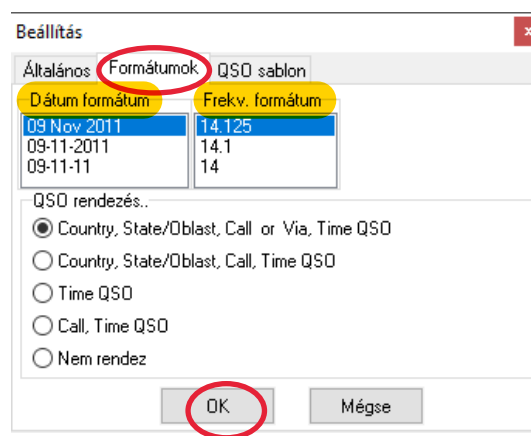 Beállítás
Általános Formátumok QSO sablon
Dátum formátum Frekv. formátum
09 Nov 2011 14.125
09-11-2011 14.1
09-11-11 14
QSO rendezés..
Country, State/Oblast, Call or Via, Time QSO
Country, State/Oblast, Call, Time QSO
Time QSO
Call, Time QSO
Nem rendez
OK Mégse